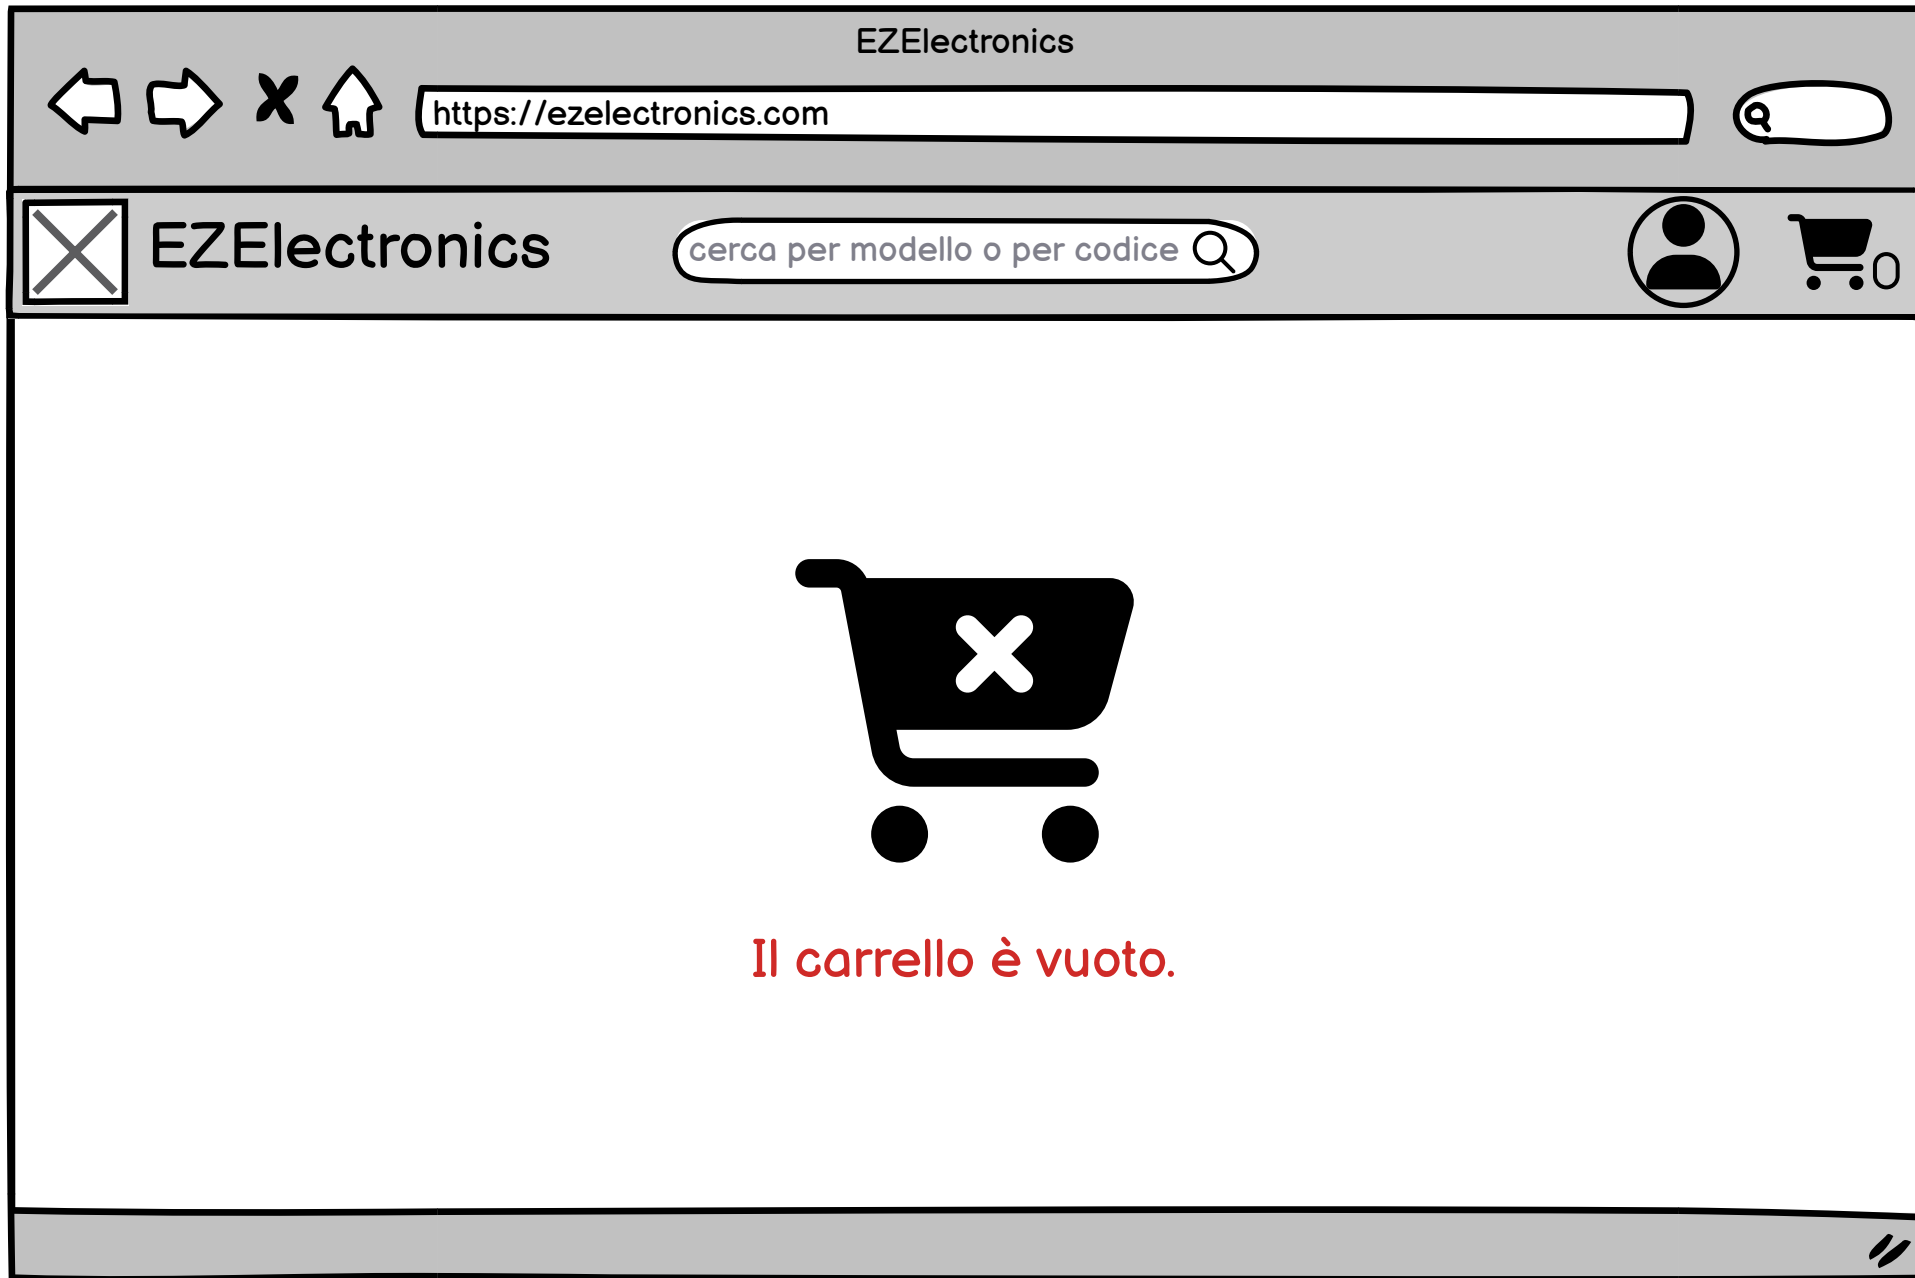 EZElectronics
https://ezelectronics.com
EZElectronics
cerca per modello o per codice
0
Il carrello è vuoto.